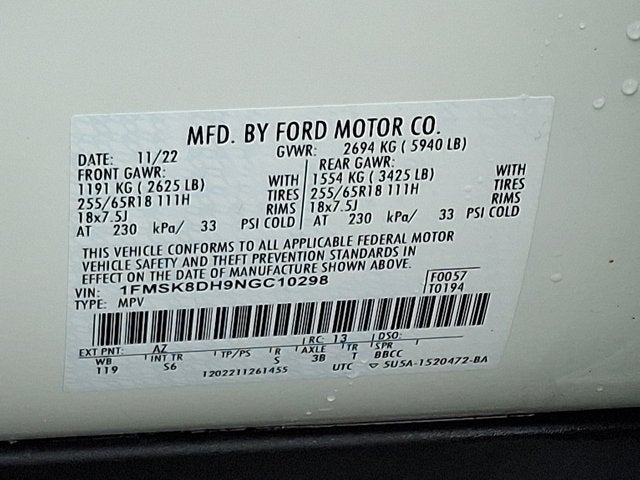 MFD. BY FORD MOTOR CO.
DATE: 11/22 GVWR: 2694 KG ( 5940 LB)
FRONT GAWR: REAR GAWR:
1191 KG ( 2625 LB) WITH 1554 KG ( 3425 LB) WITH
255/65R18 111H TIRES 255/65R18 111H TIRES
18x7.5J RIMS 18x7.5J RIMS
AT 230 kPa/ 33 PSI COLD AT 230 kPa/ 33 PSI COLD
THIS VEHICLE CONFORMS TO ALL APPLICABLE FEDERAL MOTOR
VEHICLE SAFETY AND THEFT PREVENTION STANDARDS IN
EFFECT ON THE DATE OF MANUFACTURE SHOWN ABOVE.
VIN: 1FMSK8DH9NGC10298 F0057
TYPE: MPV T0194
EXT PNT: AZ RC: 13 DSO:
WB INT TR TP/PS R AXLE TR SPR
119 S6 S 3B T BBCC
1202211261455 UTC 5U5A-1520472-BA